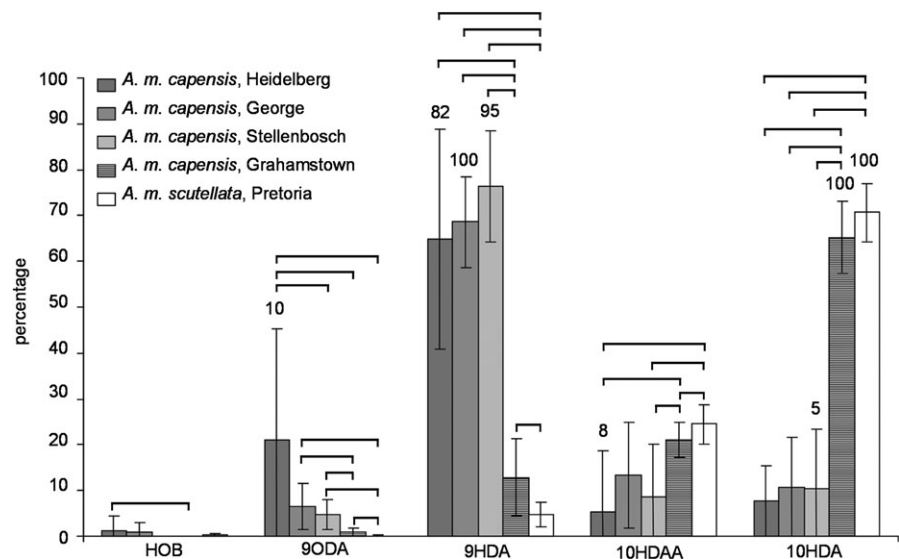 percentage
100
90
80
70
60
50
40
30
20
10
0
A. m. capensis, Heidelberg
A. m. capensis, George
A. m. capensis, Stellenbosch
A. m. capensis, Grahamstown
A. m. scutellata, Pretoria
10
82
100
95
8
5
100
100
HOB
9ODA
9HDA
10HDAA
10HDA